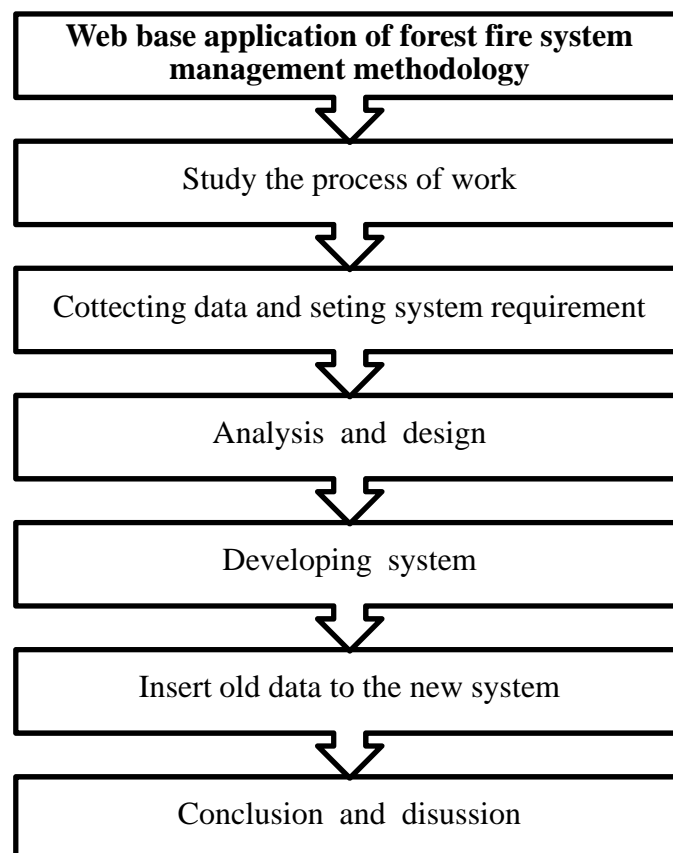 Web base application of forest fire system
management methodology
Study the process of work
Cottecting data and seting system requirement
Analysis and design
Developing system
Insert old data to the new system
Conclusion and disussion